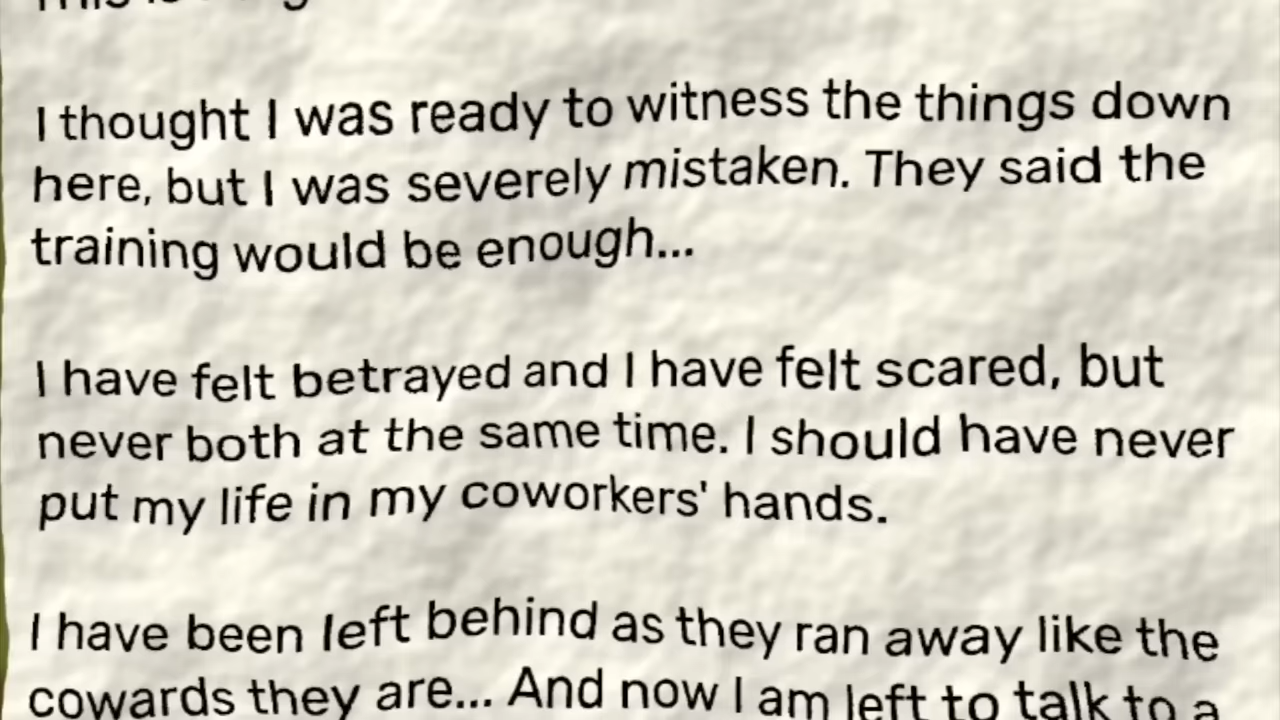 This is
I thought I was ready to witness the things down
here, but I was severely mistaken. They said the
training would be enough...
I have felt betrayed and I have felt scared, but
never both at the same time. I should have never
put my life in my coworkers' hands.
I have been left behind as they ran away like the
cowards they are... And now I am left to talk to a